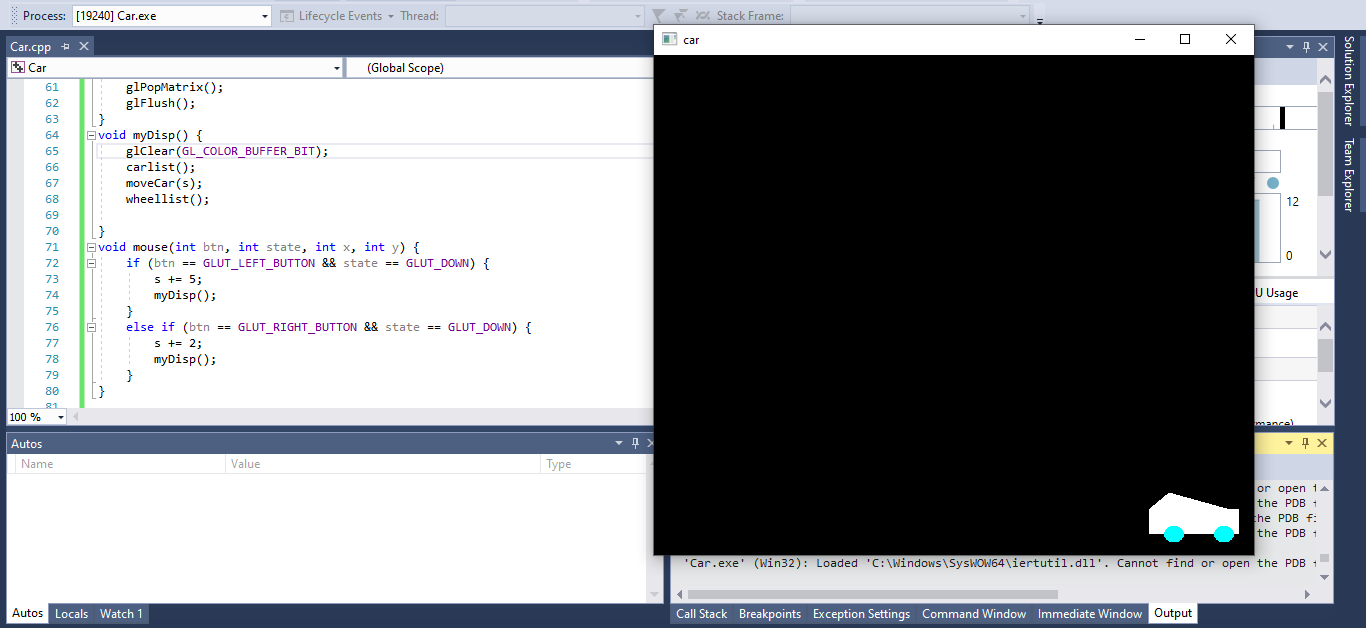 Process: [19240] Car.exe Lifecycle Events Thread: Stack Frame:
Car.cpp
Car (Global Scope)
car
61 glPopMatrix();
62 glFlush();
63 }
64 void myDisp() {
65 glClear(GL_COLOR_BUFFER_BIT);
66 carlist();
67 moveCar(s);
68 wheellist();
69
70 }
71 void mouse(int btn, int state, int x, int y) {
72 if (btn == GLUT_LEFT_BUTTON && state == GLUT_DOWN) {
73 s += 5;
74 myDisp();
75 }
76 else if (btn == GLUT_RIGHT_BUTTON && state == GLUT_DOWN) {
77 s += 2;
78 myDisp();
79 }
80 }
81
100 %
Solution Explorer
Team Explorer
12
0
U Usage
mance)
Autos
Name Value Type
or open t
the PDB f
the PDB fi
the PDB f
'Car.exe' (Win32): Loaded 'C:\Windows\SysWOW64\iertutil.dll'. Cannot find or open the PDB f
Autos Locals Watch 1
Call Stack Breakpoints Exception Settings Command Window Immediate Window Output